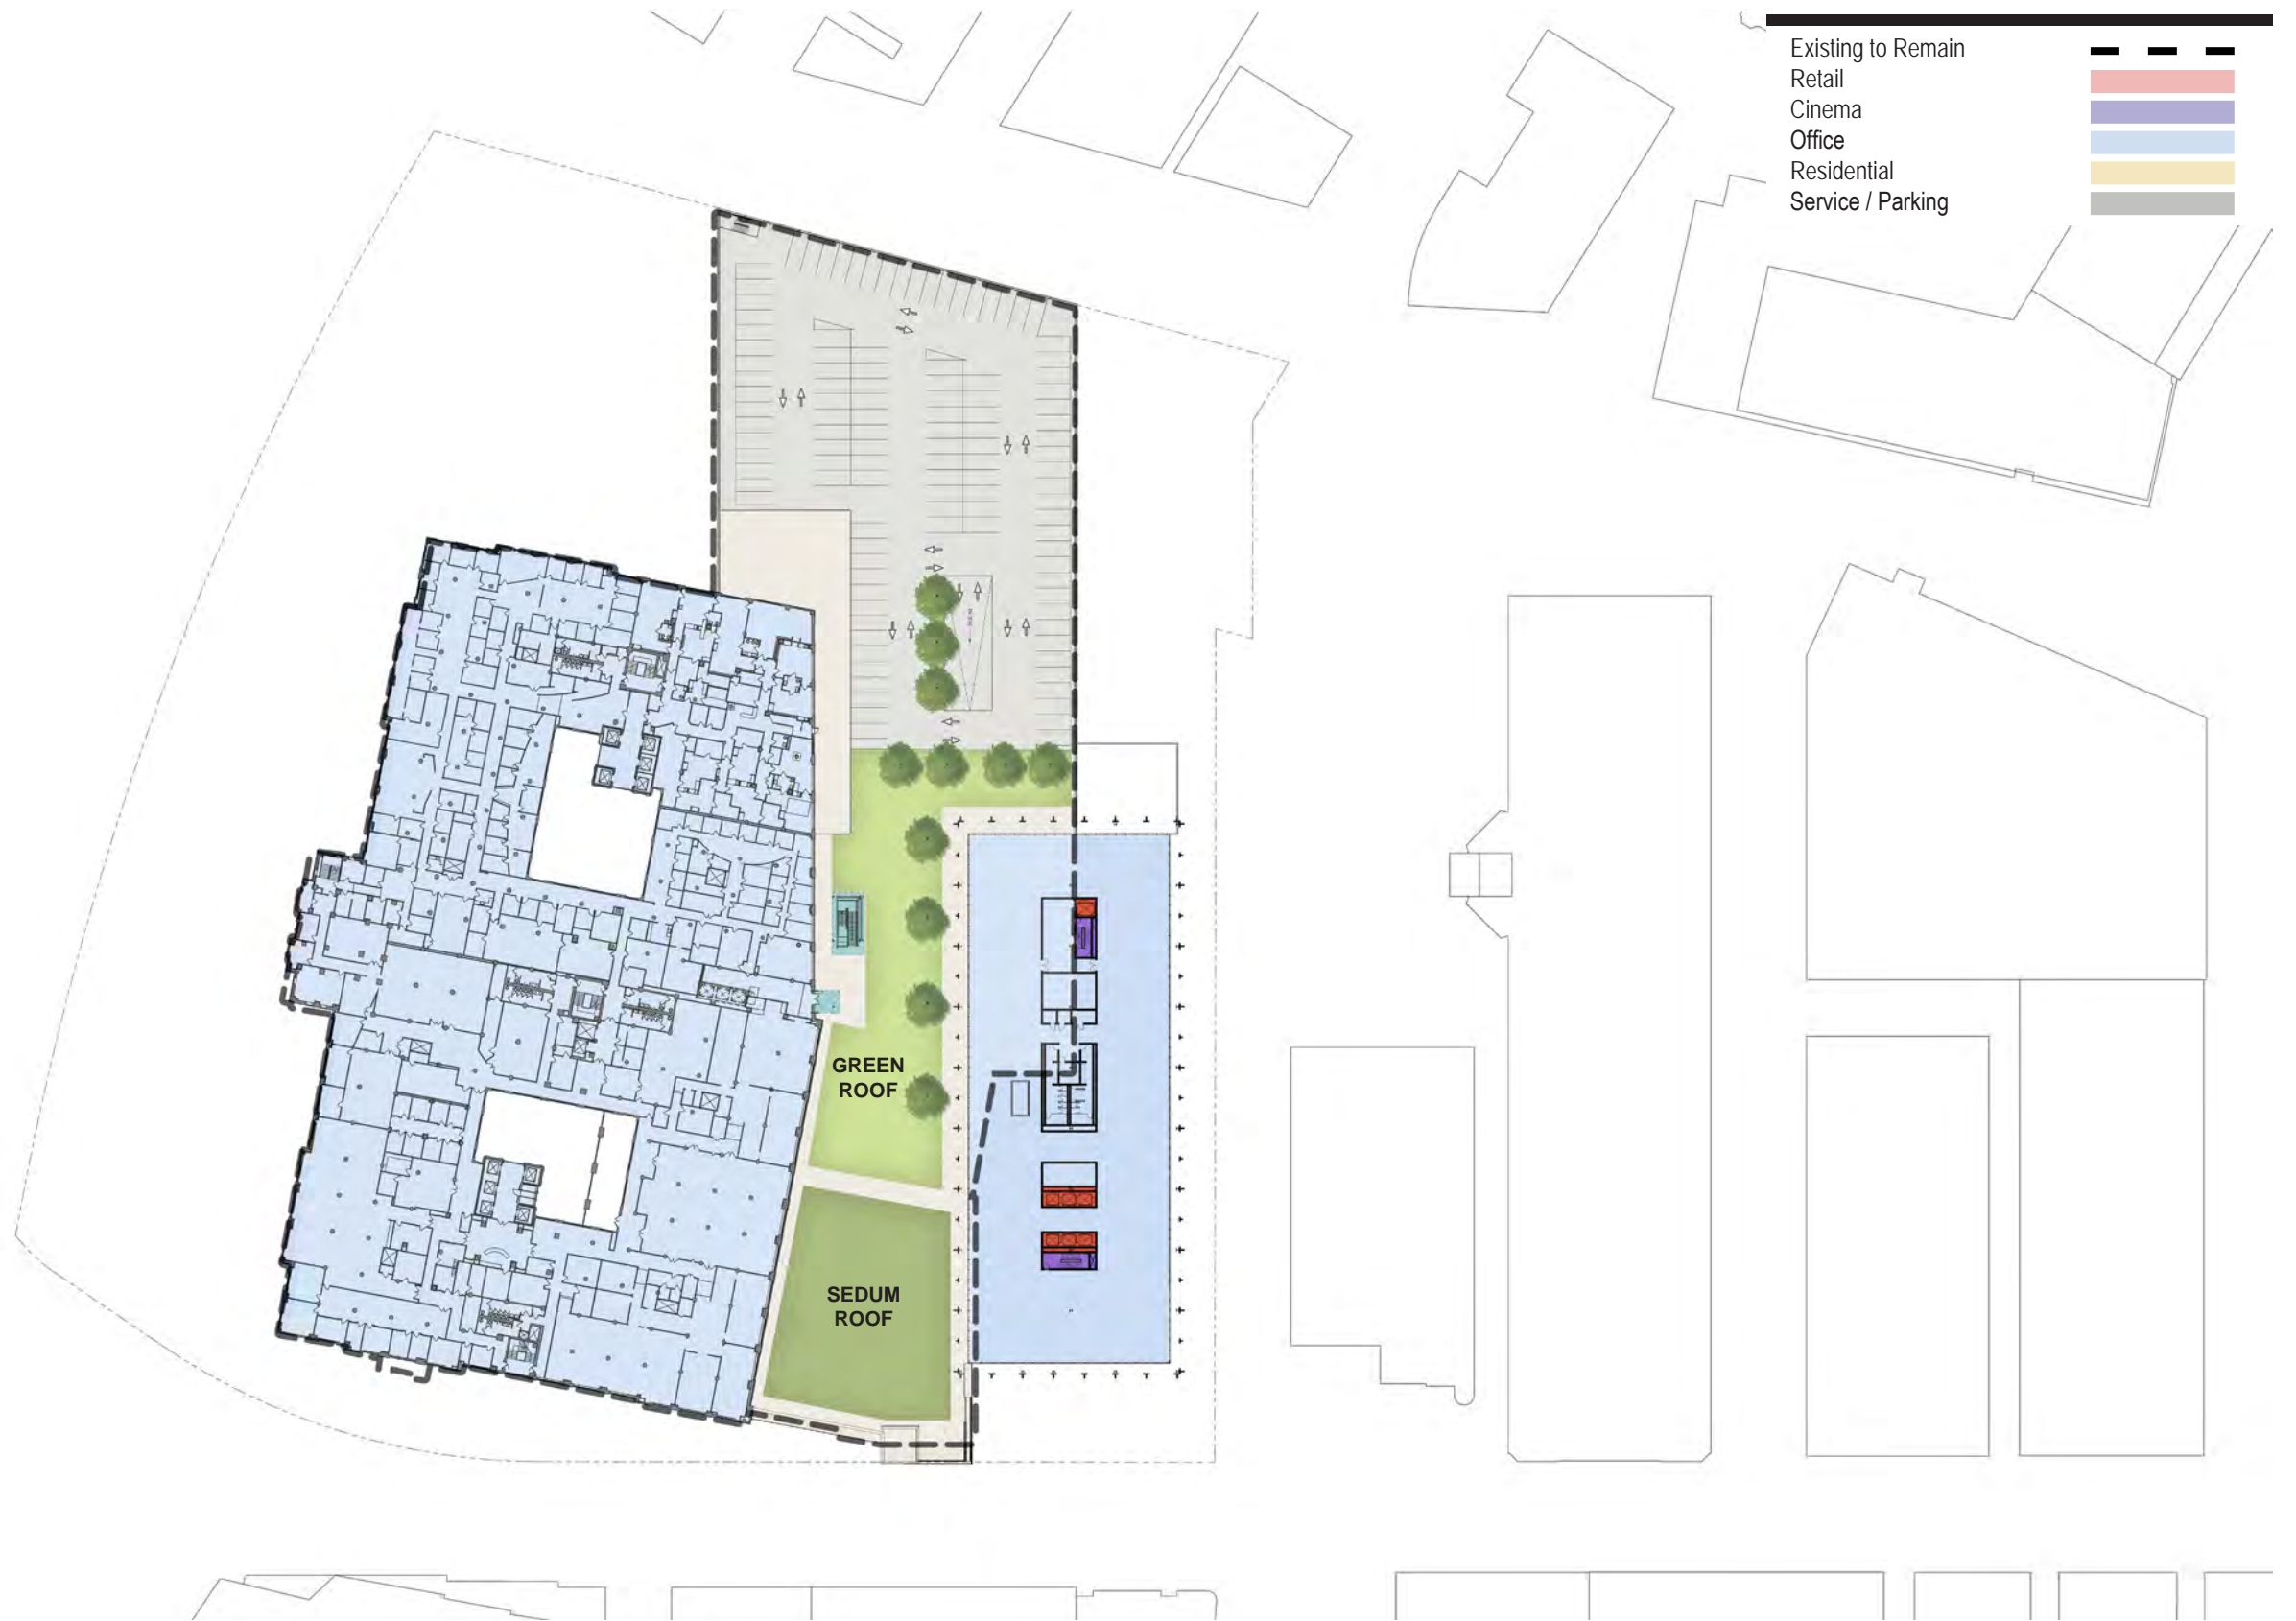 Existing to Remain
Retail
Cinema
Office
Residential
Service / Parking
GREEN
ROOF
SEDUM
ROOF